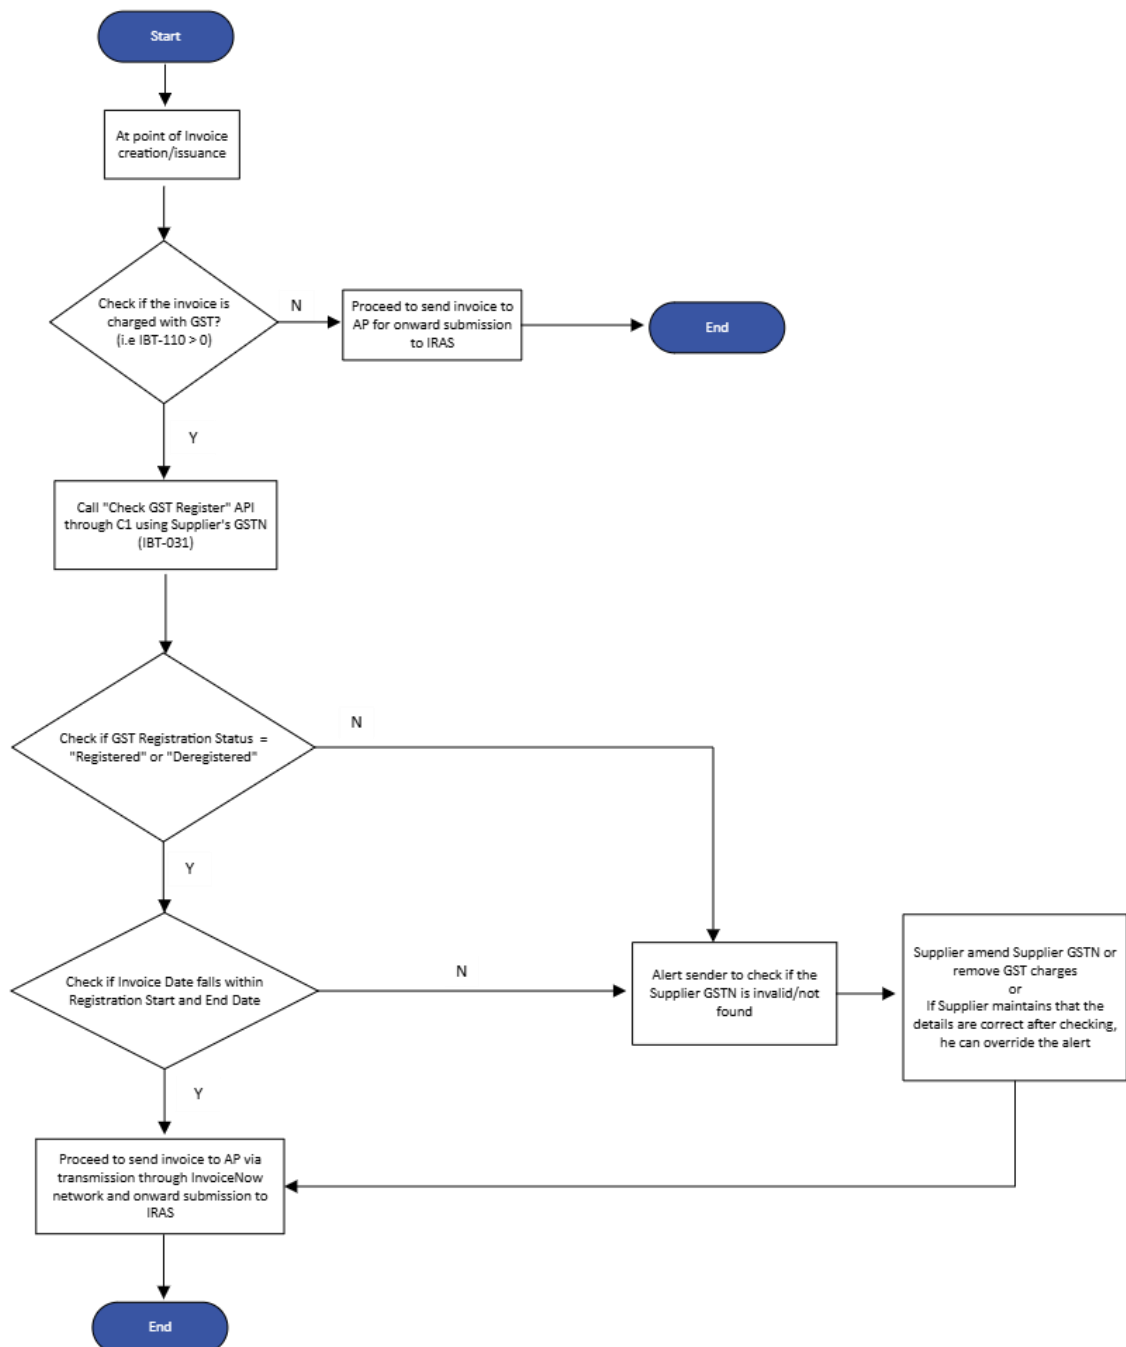 Start
At point of Invoice
creation/issuance
Check if the invoice is
charged with GST?
(i.e IBT-110 > 0)
N
Proceed to send invoice to
AP for onward submission
to IRAS
End
Y
Call "Check GST Register" API
through C1 using Supplier's GSTN
(IBT-031)
Check if GST Registration Status =
"Registered" or "Deregistered"
N
Y
Check if Invoice Date falls within
Registration Start and End Date
N
Alert sender to check if the
Supplier GSTN is invalid/not
found
Supplier amend Supplier GSTN or
remove GST charges
or
If Supplier maintains that the
details are correct after checking,
he can override the alert
Y
Proceed to send invoice to AP via
transmission through InvoiceNow
network and onward submission to
IRAS
End